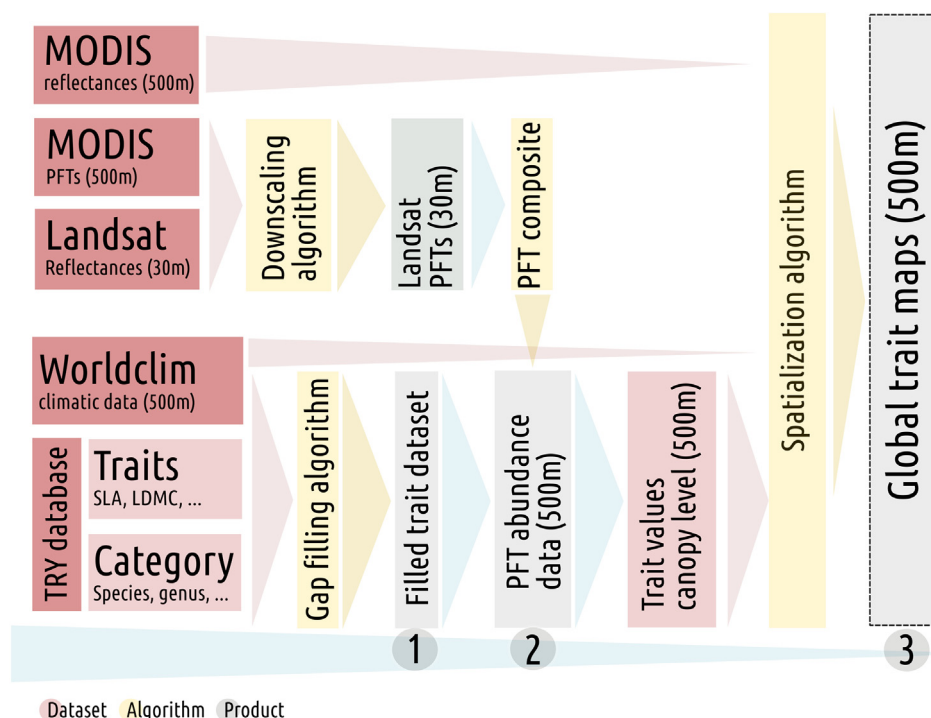 MODIS
reflectances (500m)
MODIS
PFTs (500m)
Landsat
Reflectances (30m)
Downscaling
algorithm
Landsat
PFTs (30m)
PFT composite
Worldclim
climatic data (500m)
TRY database
Traits
SLA, LDMC, ...
Category
Species, genus, ...
Gap filling algorithm
Filled trait dataset
PFT abundance
data (500m)
Trait values
canopy level (500m)
Spatialization algorithm
Global trait maps (500m)
1
2
3
Dataset Algorithm Product